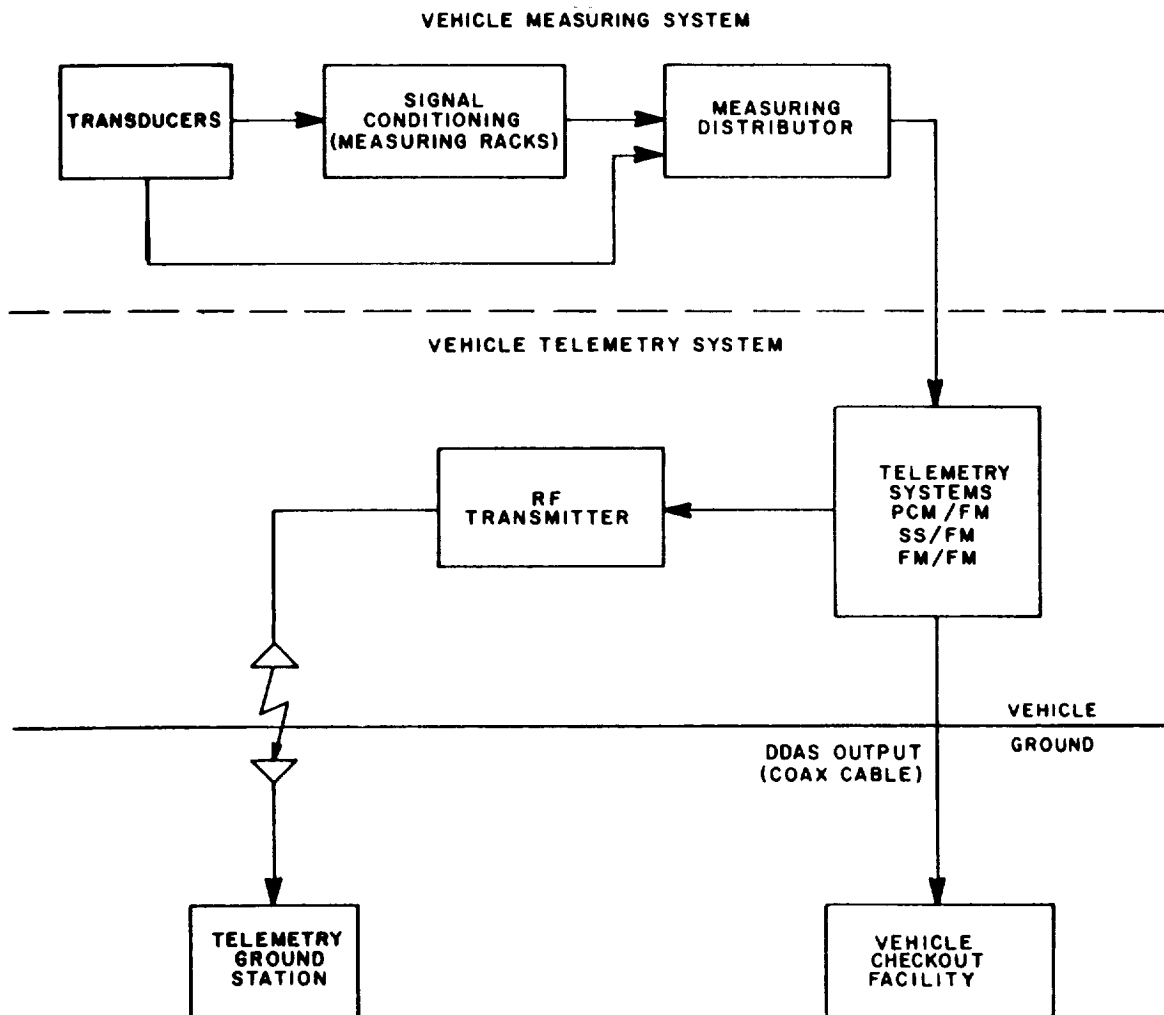 VEHICLE MEASURING SYSTEM
TRANSDUCERS
SIGNAL
CONDITIONING
(MEASURING RACKS)
MEASURING
DISTRIBUTOR
VEHICLE TELEMETRY SYSTEM
RF
TRANSMITTER
TELEMETRY
SYSTEMS
PCM/FM
SS/FM
FM/FM
VEHICLE
GROUND
DDAS OUTPUT
(COAX CABLE)
TELEMETRY
GROUND
STATION
VEHICLE
CHECKOUT
FACILITY